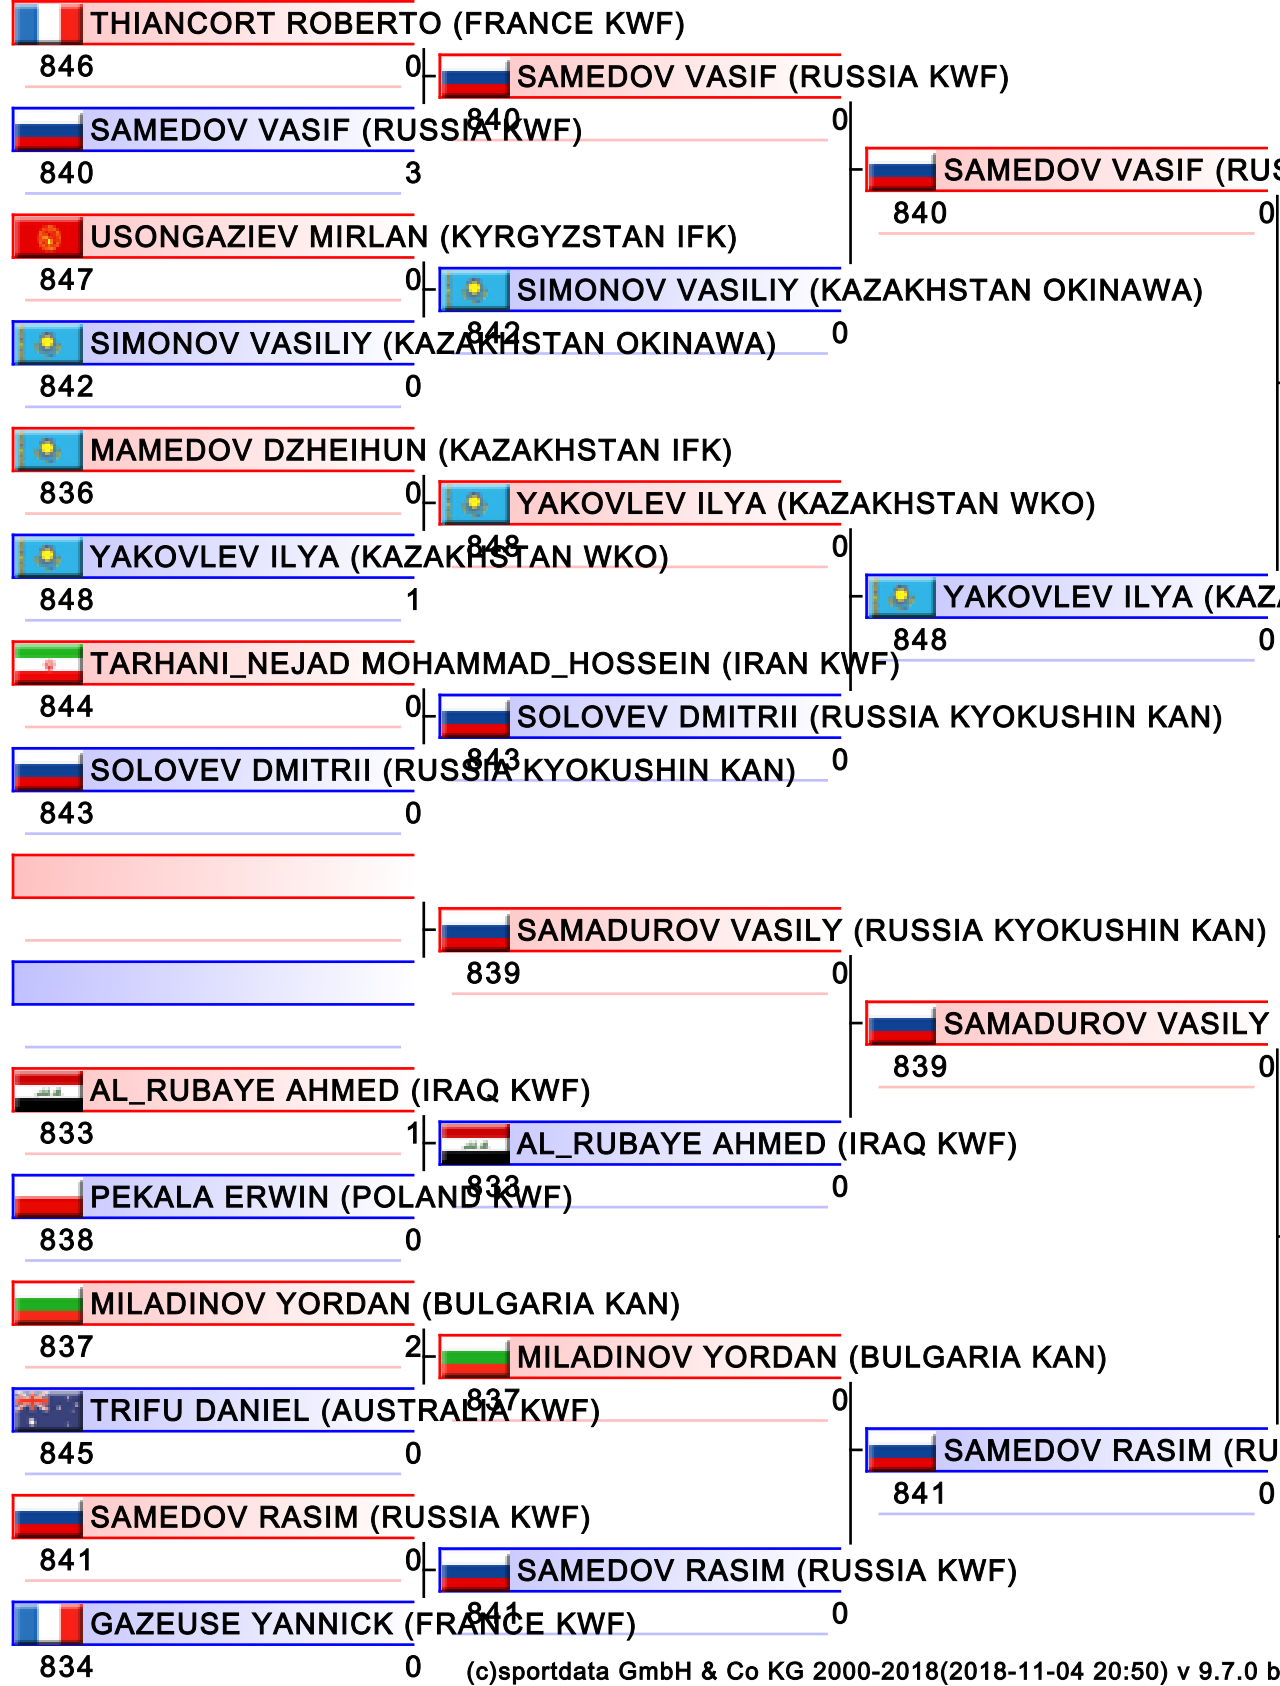 THIANCORT ROBERTO (FRANCE KWF)
846 0
SAMEDOV VASIF (RUSSIA KWF)
840 3
USONGAZIEV MIRLAN (KYRGYZSTAN IFK)
847 0
SIMONOV VASILIY (KAZAKHSTAN OKINAWA)
842 0
MAMEDOV DZHEIHUN (KAZAKHSTAN IFK)
836 0
YAKOVLEV ILYA (KAZAKHSTAN WKO)
848 1
TARHANI_NEJAD MOHAMMAD_HOSSEIN (IRAN KWF)
844 0
SOLOVEV DMITRII (RUSSIA KYOKUSHIN KAN)
843 0
AL_RUBAYE AHMED (IRAQ KWF)
833 1
PEKALA ERWIN (POLAND KWF)
838 0
MILADINOV YORDAN (BULGARIA KAN)
837 2
TRIFU DANIEL (AUSTRALIA KWF)
845 0
SAMEDOV RASIM (RUSSIA KWF)
841 0
GAZEUSE YANNICK (FRANCE KWF)
834 0
SAMEDOV VASIF (RUSSIA KWF)
840 0
SIMONOV VASILIY (KAZAKHSTAN OKINAWA)
842 0
YAKOVLEV ILYA (KAZAKHSTAN WKO)
848 0
SOLOVEV DMITRII (RUSSIA KYOKUSHIN KAN)
843 0
SAMADUROV VASILY (RUSSIA KYOKUSHIN KAN)
839 0
AL_RUBAYE AHMED (IRAQ KWF)
833 0
MILADINOV YORDAN (BULGARIA KAN)
837 0
SAMEDOV RASIM (RUSSIA KWF)
841 0
SAMEDOV VASIF (RUS
840 0
YAKOVLEV ILYA (KAZA
848 0
SAMADUROV VASILY
839 0
SAMEDOV RASIM (RU
841 0
(c)sportdata GmbH & Co KG 2000-2018(2018-11-04 20:50) v 9.7.0 b